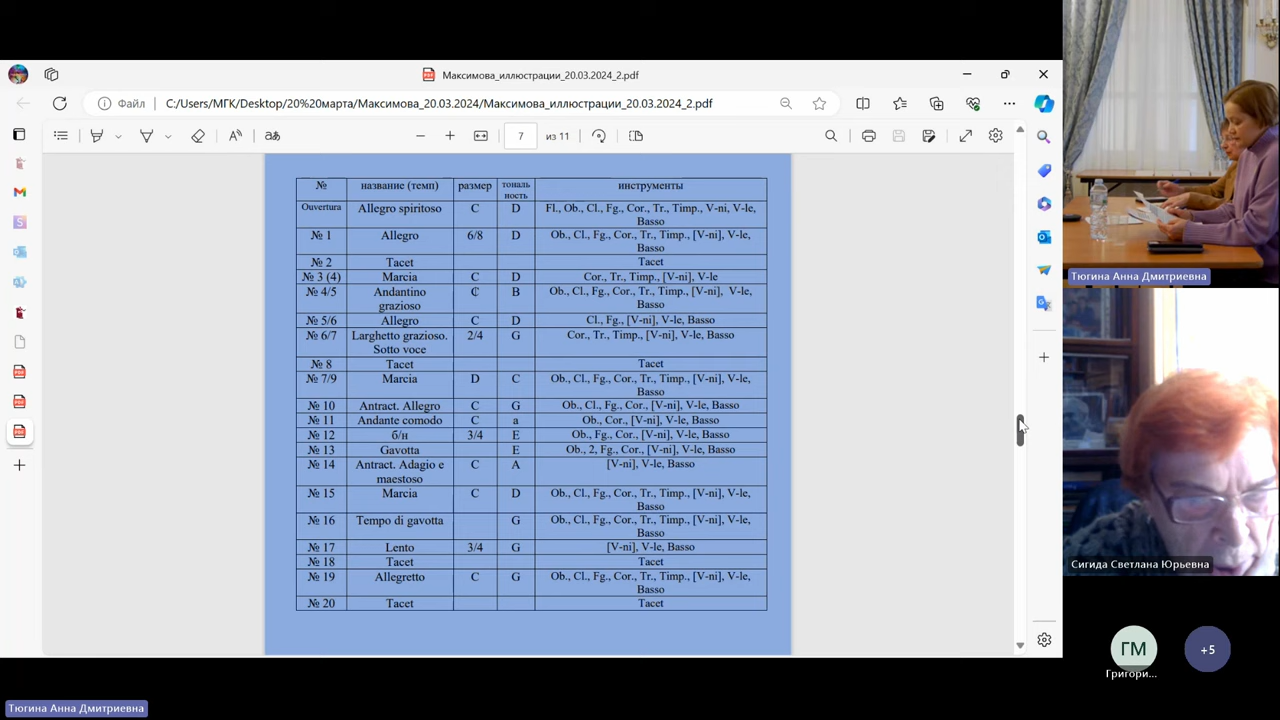 Максимова_иллюстрации_20.03.2024_2.pdf
Файл
C:/Users/МГК/Desktop/20%20марта/Максимова_20.03.2024/Максимова_иллюстрации_20.03.2024_2.pdf
7 из 11
№ название (темп) размер тональ ность инструменты
Ouvertura Allegro spiritoso C D Fl., Ob., Cl., Fg., Cor., Tr., Timp., V-ni, V-le,
Basso
№ 1 Allegro 6/8 D Ob., Cl., Fg., Cor., Tr., Timp., [V-ni], V-le,
Basso
№ 2 Tacet Tacet
№ 3 (4) Marcia C D Cor., Tr., Timp., [V-ni], V-le
№ 4/5 Andantino ₵ B Ob., Cl., Fg., Cor., Tr., Timp., [V-ni], V-le,
grazioso Basso
№ 5/6 Allegro C D Cl., Fg., [V-ni], V-le, Basso
№ 6/7 Larghetto grazioso. 2/4 G Cor., Tr., Timp., [V-ni], V-le, Basso
Sotto voce
№ 8 Tacet Tacet
№ 7/9 Marcia D C Ob., Cl., Fg., Cor., Tr., Timp., [V-ni], V-le,
Basso
№ 10 Antract. Allegro C G Ob., Cl., Fg., Cor., [V-ni], V-le, Basso
№ 11 Andante comodo C a Ob., Cor., [V-ni], V-le, Basso
№ 12 б/н 3/4 E Ob., Fg., Cor., [V-ni], V-le, Basso
№ 13 Gavotta E Ob., 2, Fg., Cor., [V-ni], V-le, Basso
№ 14 Antract. Adagio e C A [V-ni], V-le, Basso
maestoso
№ 15 Marcia C D Ob., Cl., Fg., Cor., Tr., Timp., [V-ni], V-le,
Basso
№ 16 Tempo di gavotta G Ob., Cl., Fg., Cor., Tr., Timp., [V-ni], V-le,
Basso
№ 17 Lento 3/4 G [V-ni], V-le, Basso
№ 18 Tacet Tacet
№ 19 Allegretto C G Ob., Cl., Fg., Cor., Tr., Timp., [V-ni], V-le,
Basso
№ 20 Tacet Tacet
Тюгина Анна Дмитриевна
Сигида Светлана Юрьевна
ГМ
+5
Григори...
Тюгина Анна Дмитриевна